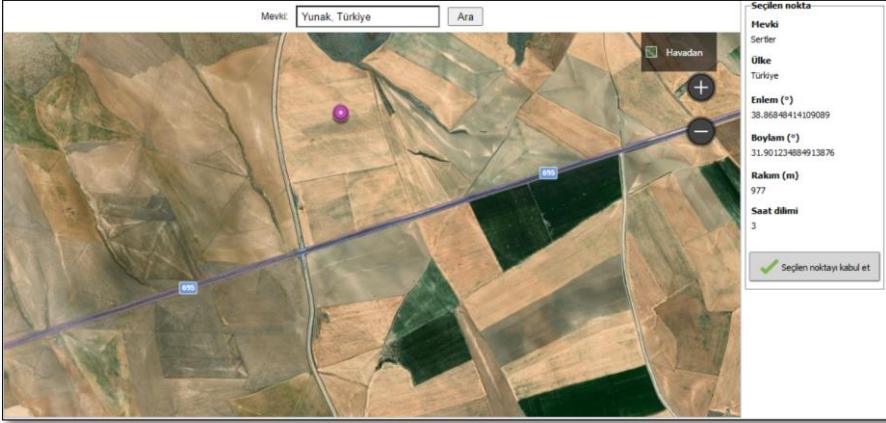 Mevki: Yunak, Türkiye Ara
Havadan
+
−
695
695
Seçilen nokta
Mevki
Sertler
Ülke
Türkiye
Enlem (°)
38.86848414109089
Boylam (°)
31.901234884913876
Rakım (m)
977
Saat dilimi
3
Seçilen noktayı kabul et